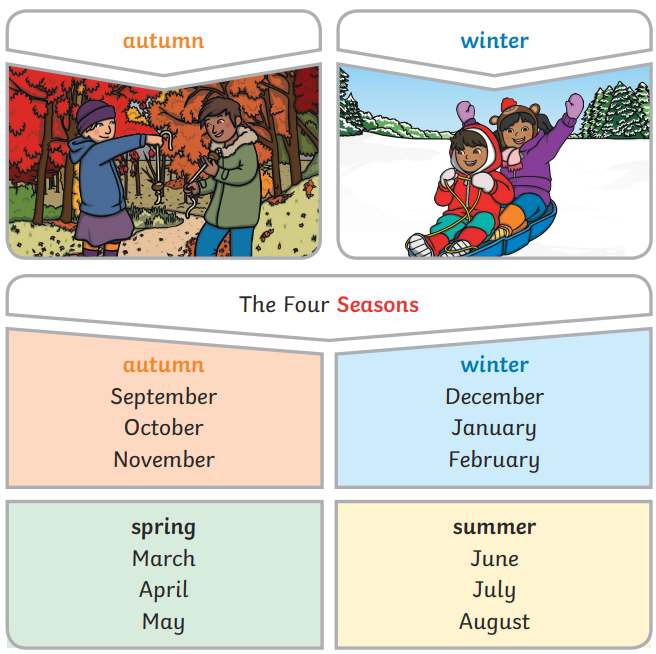 autumn
winter
The Four Seasons
autumn
September
October
November
winter
December
January
February
spring
March
April
May
summer
June
July
August